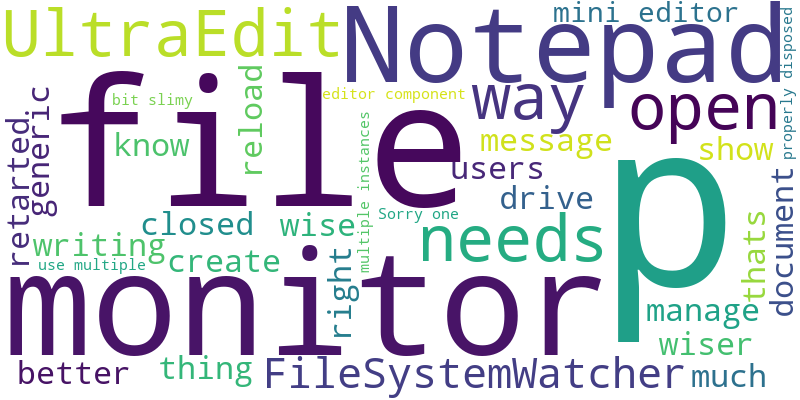 UltraEdit
Notepad
mini editor
properly disposed
file
bit slimy
editor component
way
open
reload
generic
know
message
show
retarted
multiple instances
users
p
drive
document
closed
wise
Sorry one
needs
thats
writing
create
use multiple
monitor
right
manage
wiser
better
thing
FileSystemWatcher
much